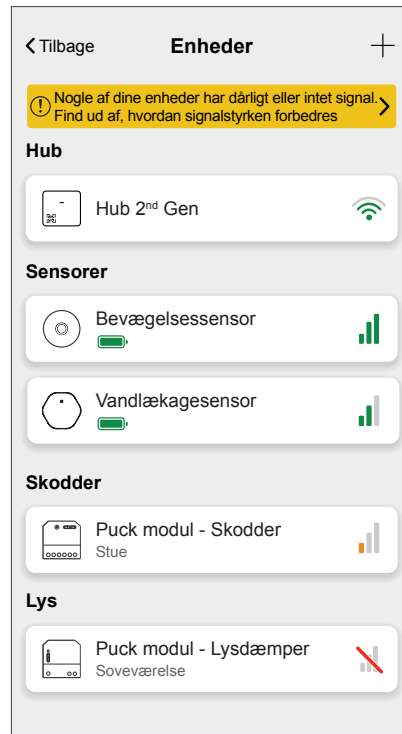 Tilbage
Enheder
Nogle af dine enheder har dårligt eller intet signal.
Find ud af, hvordan signalstyrken forbedres
Hub
Hub 2nd Gen
Sensorer
Bevægelsessensor
Vandlækagesensor
Skodder
Puck modul - Skodder
Stue
Lys
Puck modul - Lysdæmper
Soveværelse